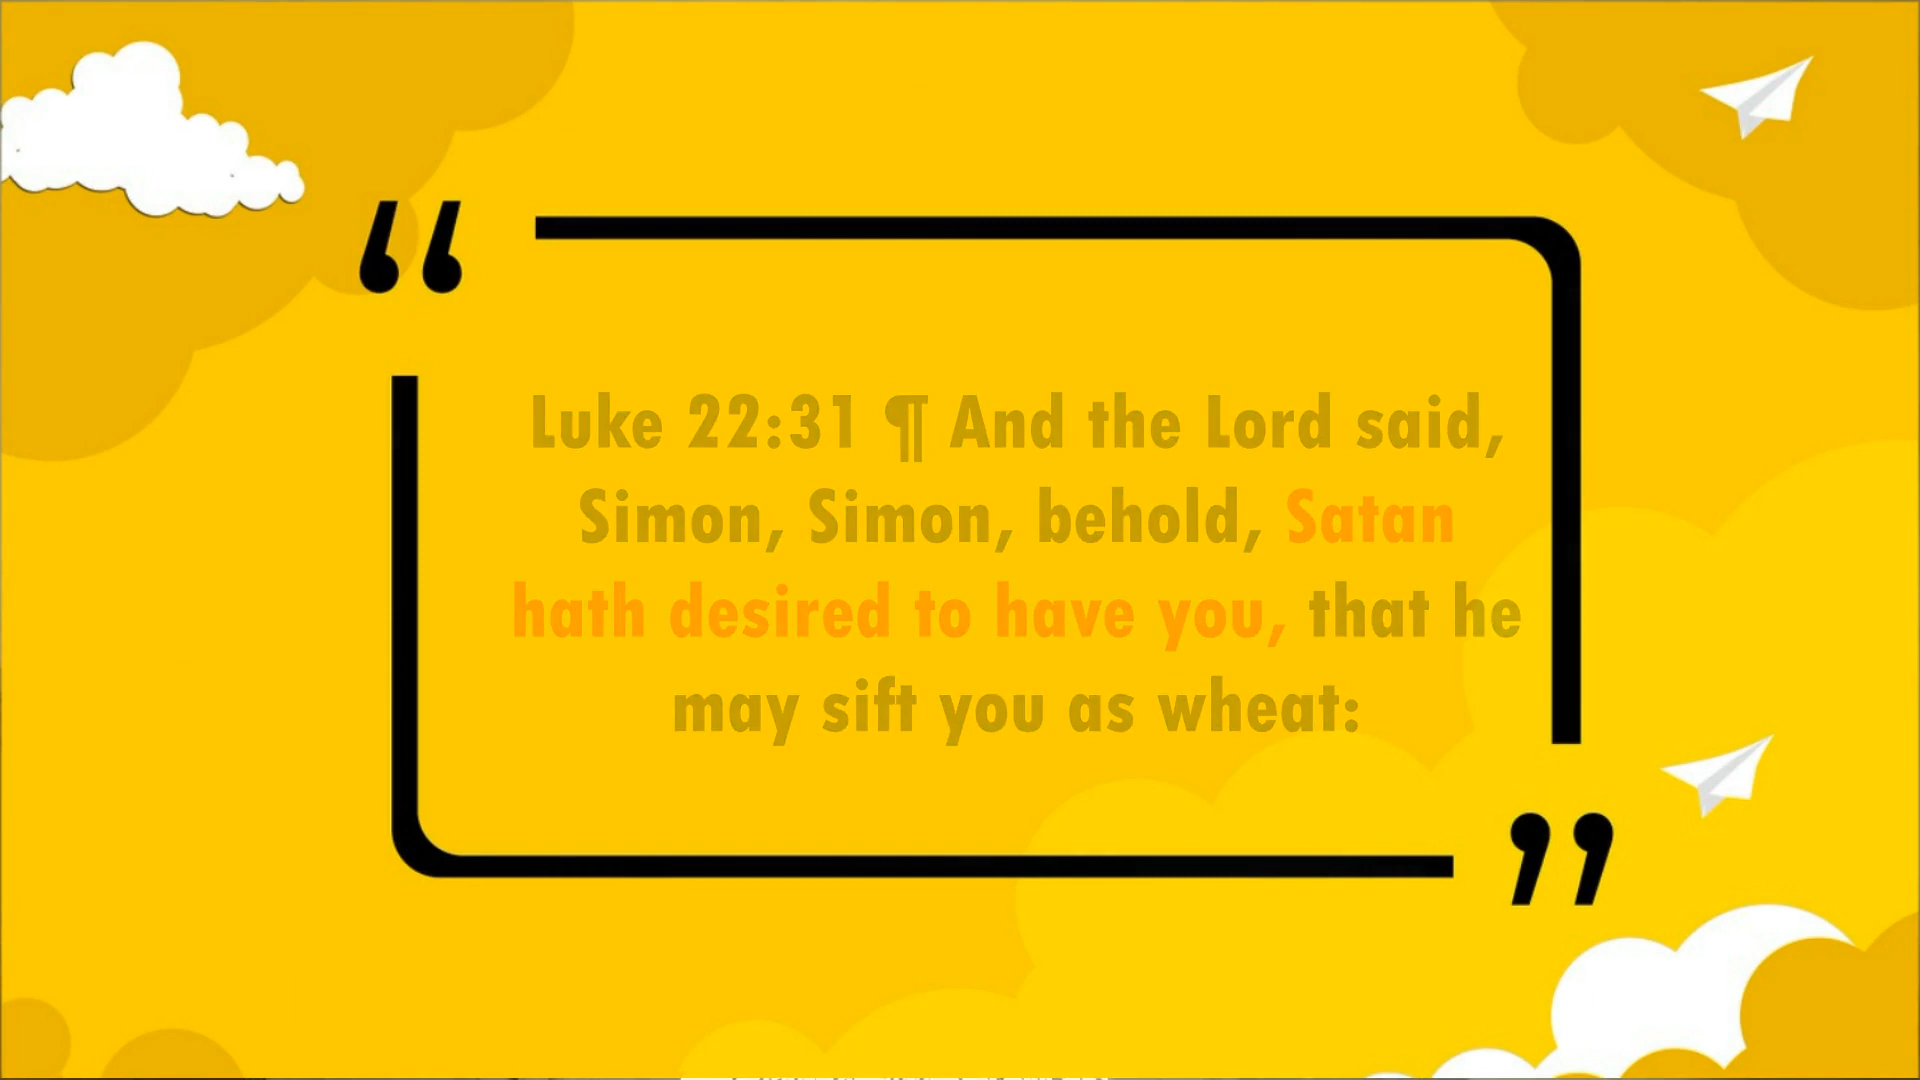 Luke 22:31 ¶ And the Lord said,
Simon, Simon, behold, Satan
hath desired to have you, that he
may sift you as wheat: